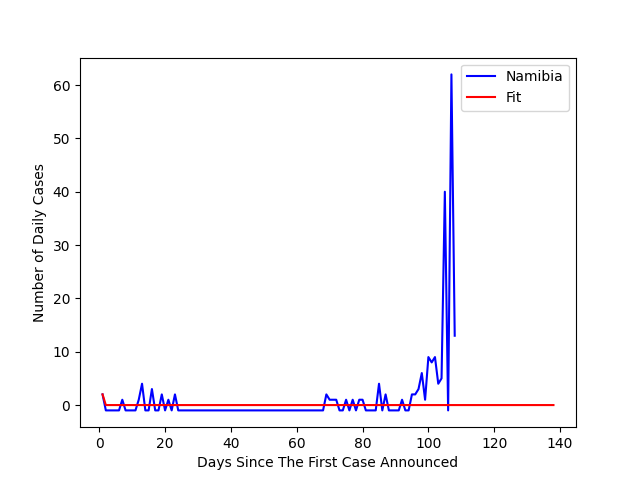 Namibia
Fit
60
50
40
30
20
10
0
Number of Daily Cases
0 20 40 60 80 100 120 140
Days Since The First Case Announced